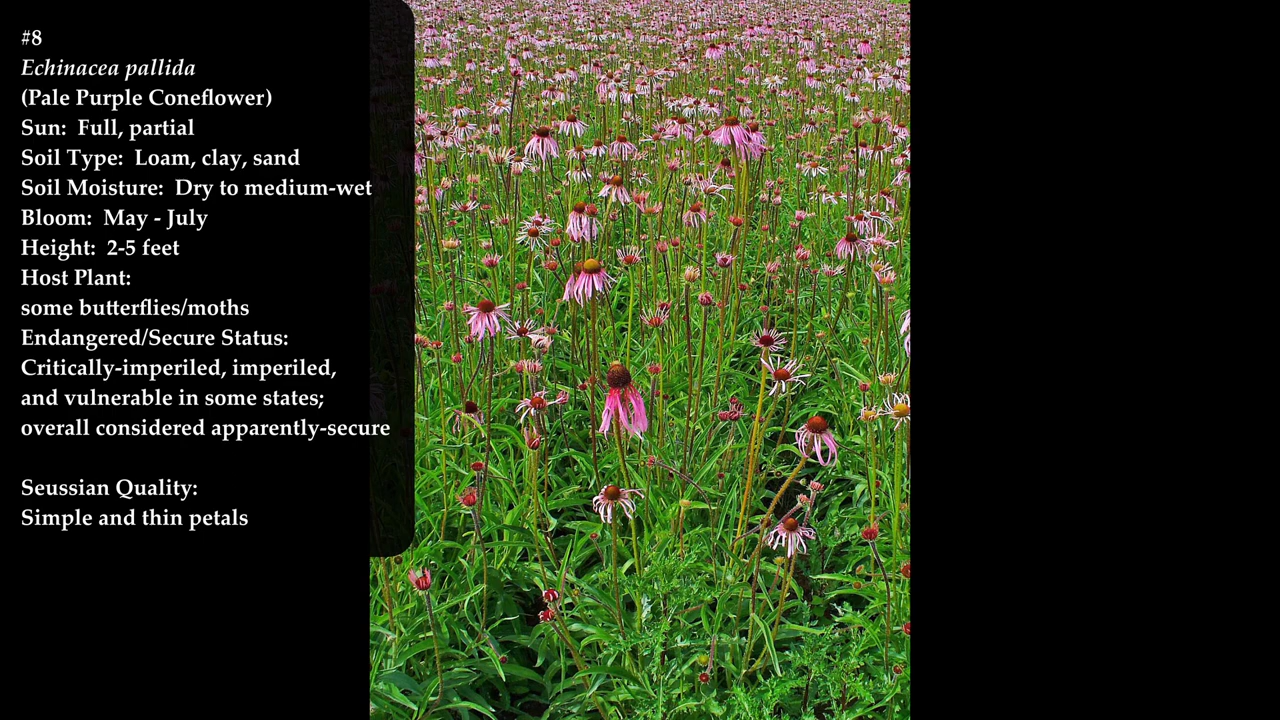 #8
Echinacea pallida
(Pale Purple Coneflower)
Sun:  Full, partial
Soil Type:  Loam, clay, sand
Soil Moisture:  Dry to medium-wet
Bloom:  May - July
Height:  2-5 feet
Host Plant:
some butterflies/moths
Endangered/Secure Status:
Critically-imperiled, imperiled,
and vulnerable in some states;
overall considered apparently-secure
Seussian Quality:
Simple and thin petals